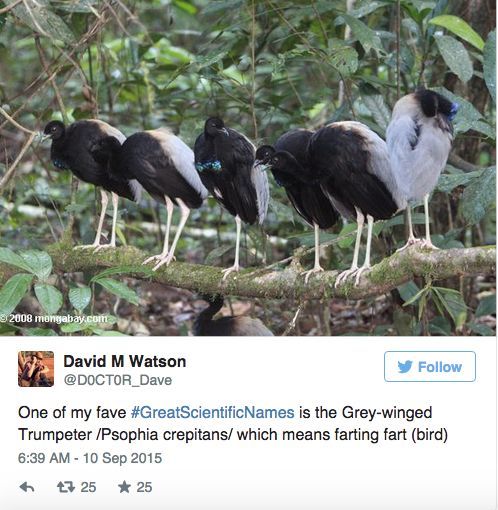 © 2008 mongabay.com
David M Watson
@D0CT0R_Dave
Follow
One of my fave #GreatScientificNames is the Grey-winged
Trumpeter /Psophia crepitans/ which means farting fart (bird)
6:39 AM - 10 Sep 2015
25 25